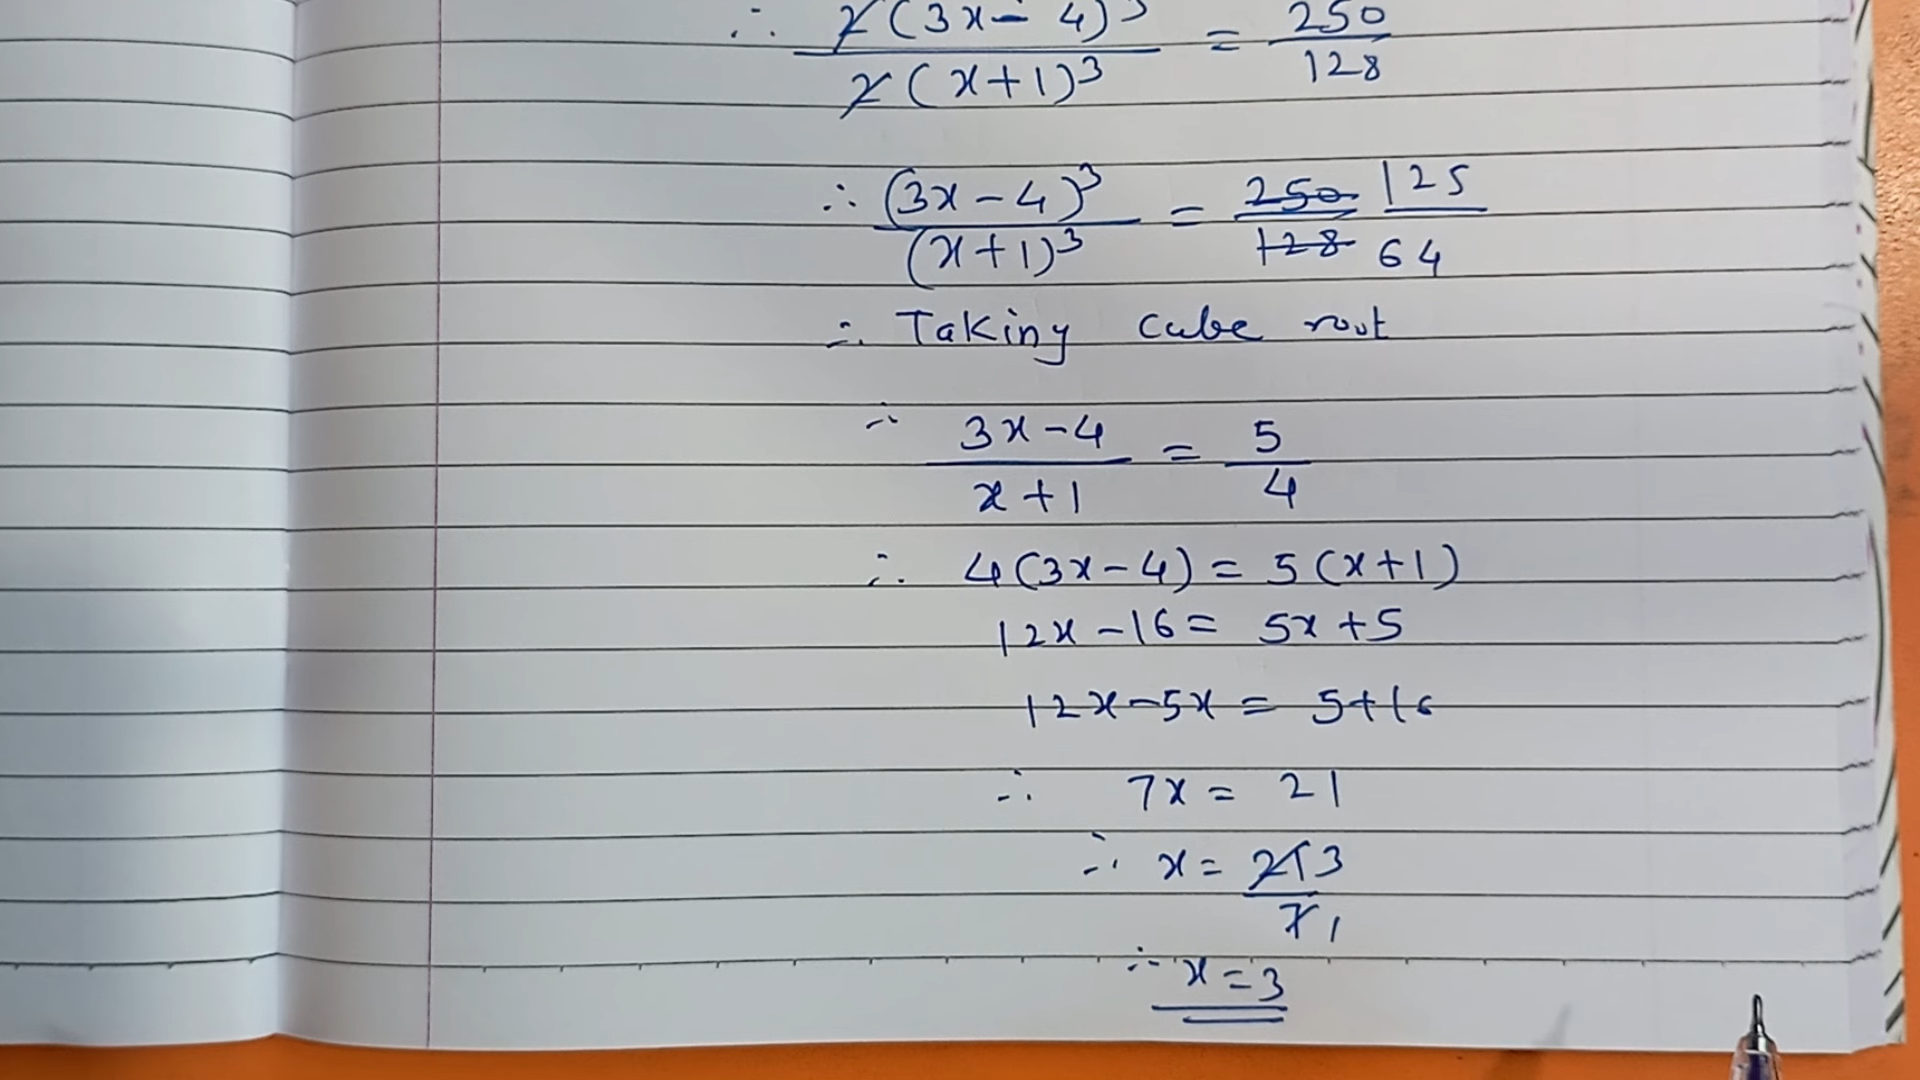 ∴ 2(3x-4)³ / 2(x+1)³ = 250 / 128
∴ (3x-4)³ / (x+1)³ = 250 / 128 125 / 64
∴ Taking cube root
∴ 3x-4 / x+1 = 5 / 4
∴ 4(3x-4) = 5(x+1)
12x-16 = 5x+5
12x-5x = 5+16
∴ 7x = 21
∴ x = 21 3 / 7 1
∴ x = 3